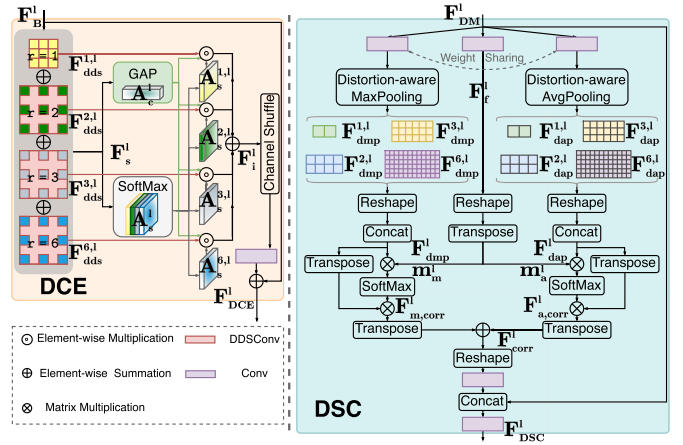 F_B^l
r = 1
F_dds^{1,l}
r = 2
F_dds^{2,l}
r = 3
F_dds^{3,l}
r = 6
F_dds^{6,l}
F_s^l
GAP
A_c^l
SoftMax
A_s^l
A_s^{1,l}
A_s^{2,l}
A_s^{3,l}
A_s^{6,l}
F_i^l
Channel Shuffle
F_DCE^l
DCE
Element-wise Multiplication
DDSConv
Element-wise Summation
Conv
Matrix Multiplication
F_DM^l
Weight Sharing
Distortion-aware
MaxPooling
F_f^l
Distortion-aware
AvgPooling
F_dmp^{1,l}
F_dmp^{3,l}
F_dmp^{2,l}
F_dmp^{6,l}
F_dap^{1,l}
F_dap^{3,l}
F_dap^{2,l}
F_dap^{6,l}
Reshape
Reshape
Reshape
Concat
Transpose
Concat
F_dmp^l
F_dap^l
Transpose
m_m^l
m_a^l
Transpose
SoftMax
SoftMax
F_m,corr^l
F_a,corr^l
Transpose
Transpose
F_corr^l
Reshape
Concat
F_DSC^l
DSC